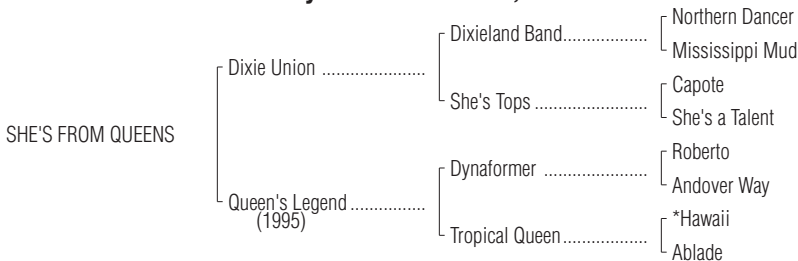 Northern Dancer
Dixieland Band
Mississippi Mud
Dixie Union
Capote
She's Tops
She's a Talent
SHE'S FROM QUEENS
Roberto
Dynaformer
Andover Way
Queen's Legend
(1995)
*Hawaii
Tropical Queen
Ablade